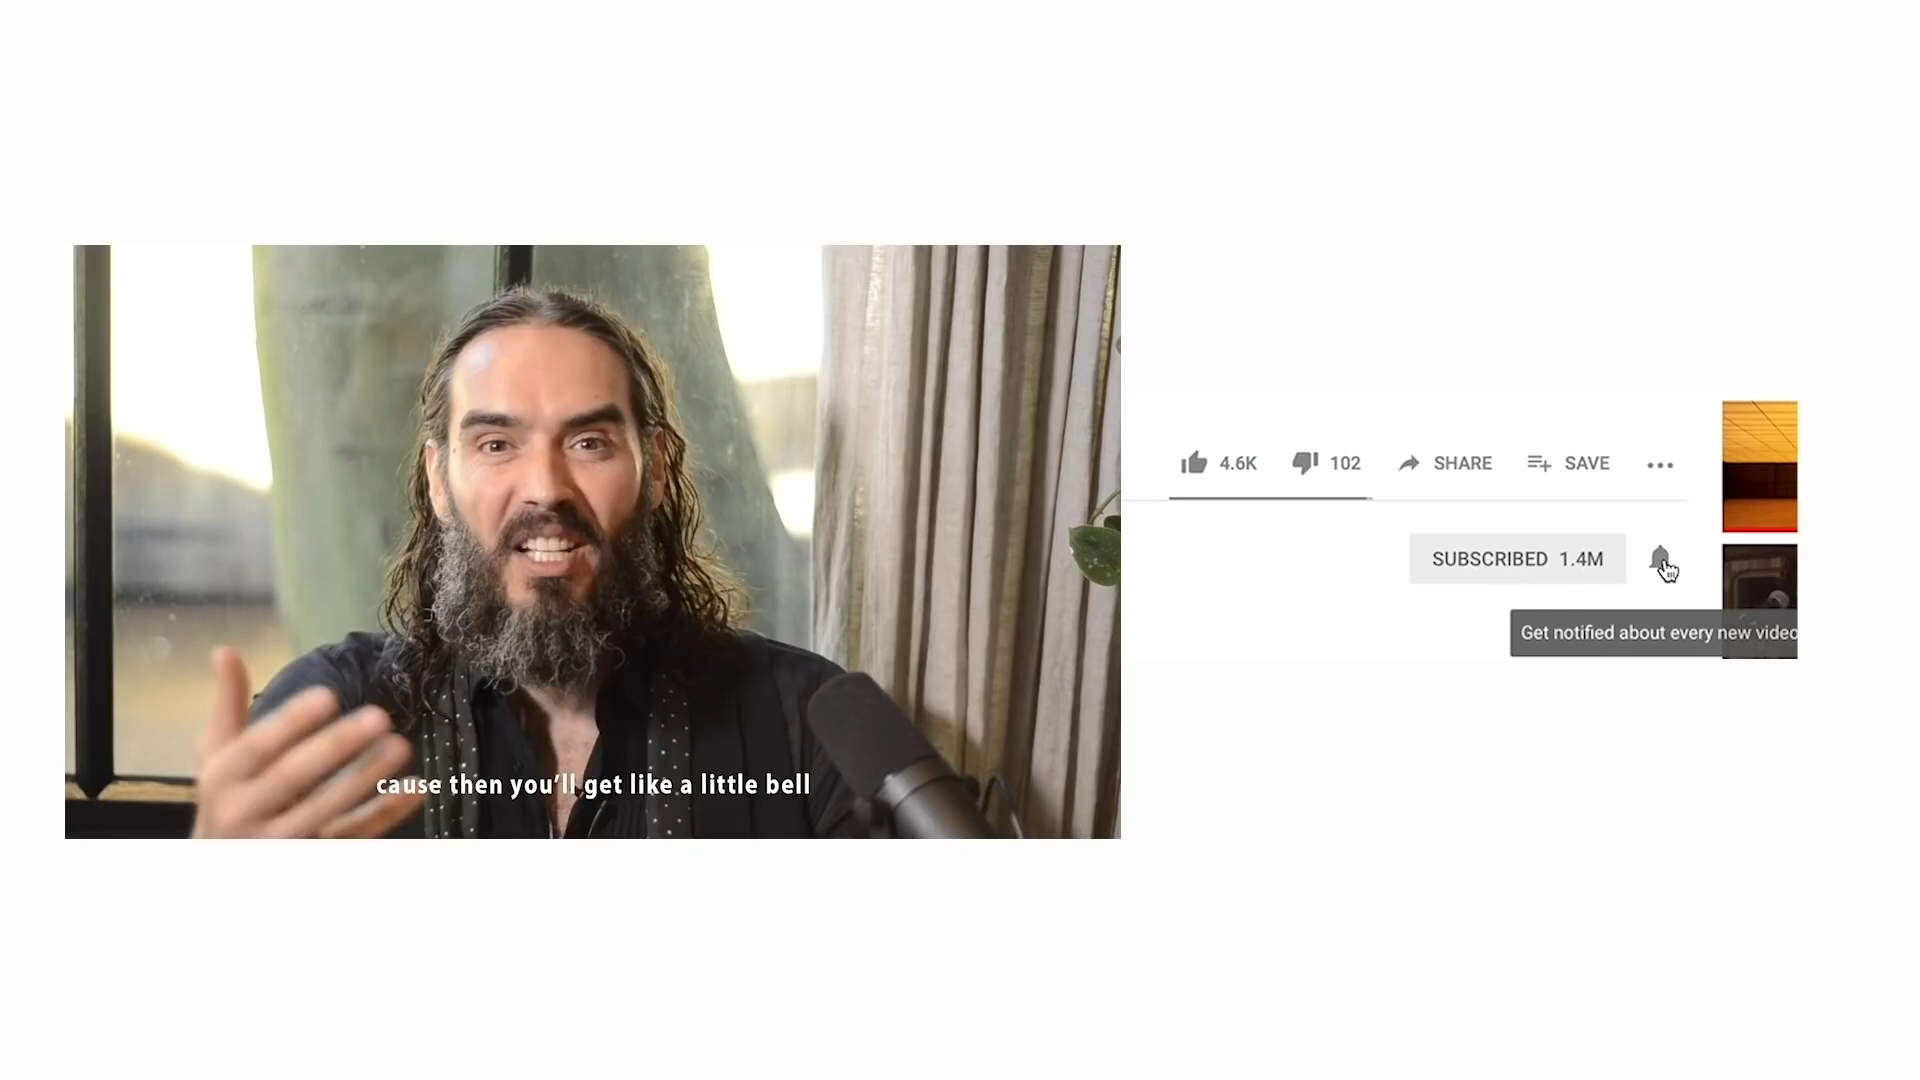 cause then you'll get like a little bell
4.6K 102 SHARE SAVE
SUBSCRIBED 1.4M
Get notified about every new video